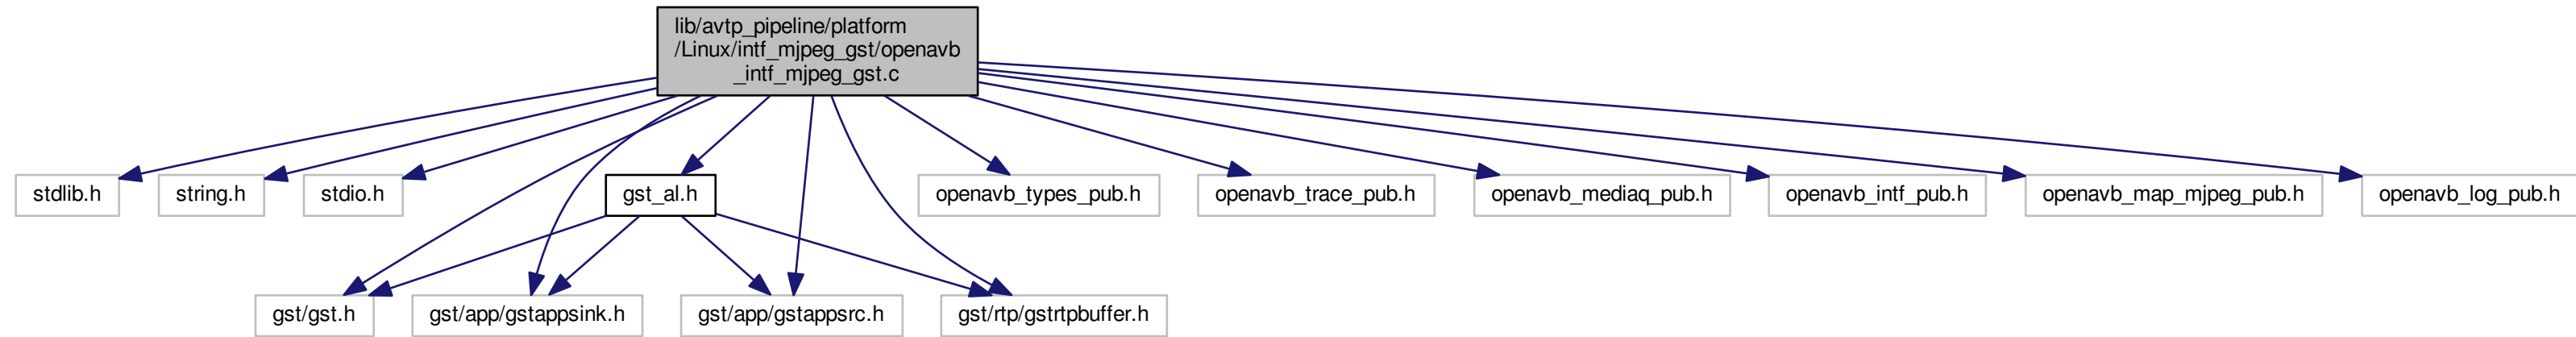 lib/avtp_pipeline/platform
/Linux/intf_mjpeg_gst/openavb
_intf_mjpeg_gst.c
stdlib.h
string.h
stdio.h
gst_al.h
openavb_types_pub.h
openavb_trace_pub.h
openavb_mediaq_pub.h
openavb_intf_pub.h
openavb_map_mjpeg_pub.h
openavb_log_pub.h
gst/gst.h
gst/app/gstappsink.h
gst/app/gstappsrc.h
gst/rtp/gstrtpbuffer.h